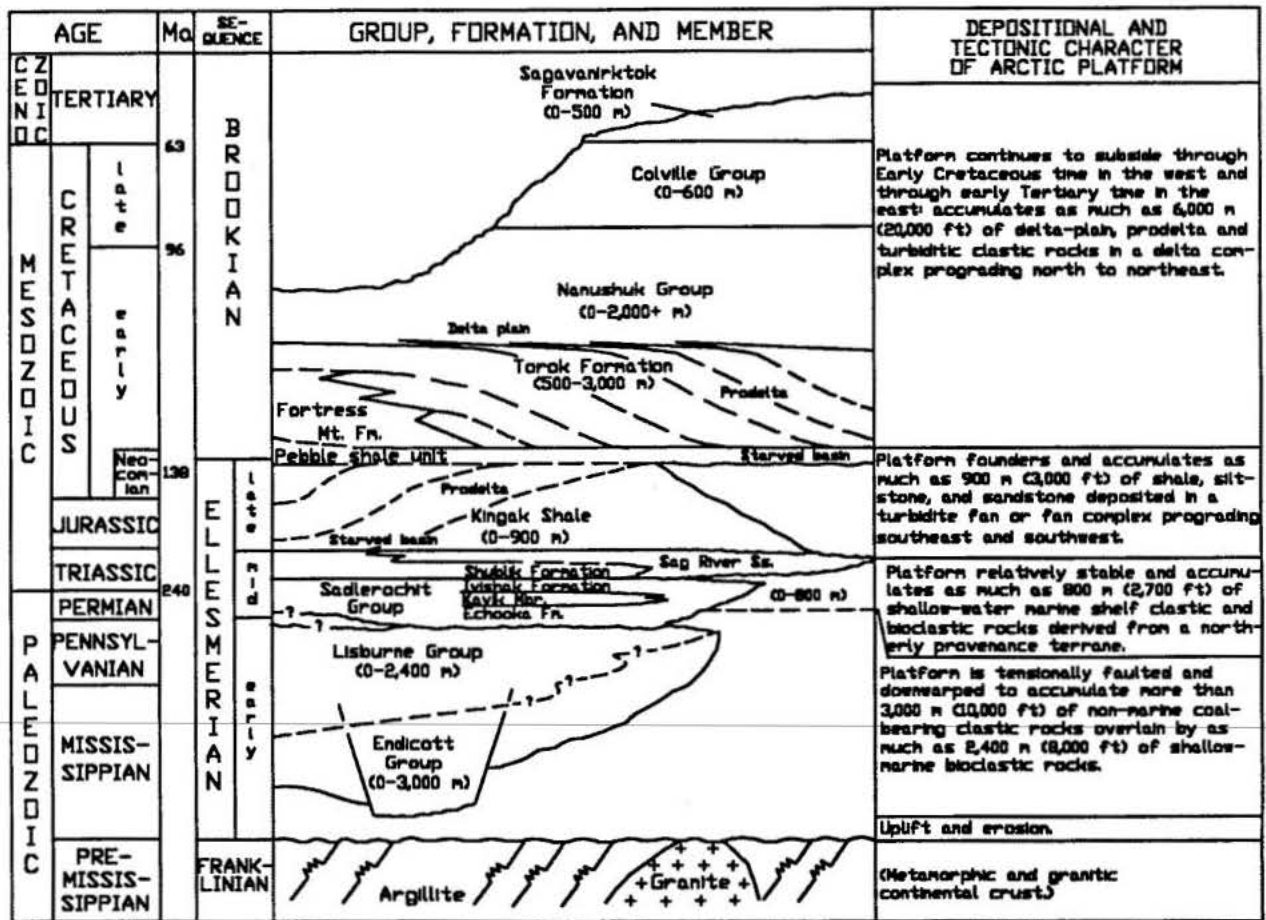 AGE
Ma
SE-
QUENCE
GROUP, FORMATION, AND MEMBER
DEPOSITIONAL AND
TECTONIC CHARACTER
OF ARCTIC PLATFORM
CENOZOIC
TERTIARY
MESOZOIC
CRETACEOUS
late
early
Neo-
com-
ian
JURASSIC
TRIASSIC
PALEOZOIC
PERMIAN
PENNSYL-
VANIAN
MISSIS-
SIPPIAN
PRE-
MISSIS-
SIPPIAN
63
96
138
240
BROOKIAN
ELLESMERIAN
late
mid
early
FRANK-
LINIAN
Sagavanirktok
Formation
(0-500 m)
Colville Group
(0-600 m)
Nanushuk Group
(0-2,000+ m)
Delta plain
Torok Formation
(500-3,000 m)
Prodelta
Fortress
Mt. Fm.
Pebble shale unit
Starved basin
Prodelta
Kingak Shale
(0-900 m)
Starved basin
Sag River Ss.
Shublik Formation
Sadlerochit
Group
Ivishak Formation
Kavik Mbr.
Echooka Fm.
(0-800 m)
?
?
Lisburne Group
(0-2,400 m)
?
?
?
?
Endicott
Group
(0-3,000 m)
Argillite
Granite
Platform continues to subside through
Early Cretaceous time in the west and
through early Tertiary time in the
east: accumulates as much as 6,000 m
(20,000 ft) of delta-plain, prodelta and
turbiditic clastic rocks in a delta com-
plex prograding north to northeast.
Platform founders and accumulates as
much as 900 m (3,000 ft) of shale, silt-
stone, and sandstone deposited in a
turbidite fan or fan complex prograding
southeast and southwest.
Platform relatively stable and accumu-
lates as much as 800 m (2,700 ft) of
shallow-water marine shelf clastic and
bioclastic rocks derived from a north-
erly provenance terrane.
Platform is tensionally faulted and
downwarped to accumulate more than
3,000 m (10,000 ft) of non-marine coal-
bearing clastic rocks overlain by as
much as 2,400 m (8,000 ft) of shallow-
marine bioclastic rocks.
Uplift and erosion.
(Metamorphic and granitic
continental crust.)